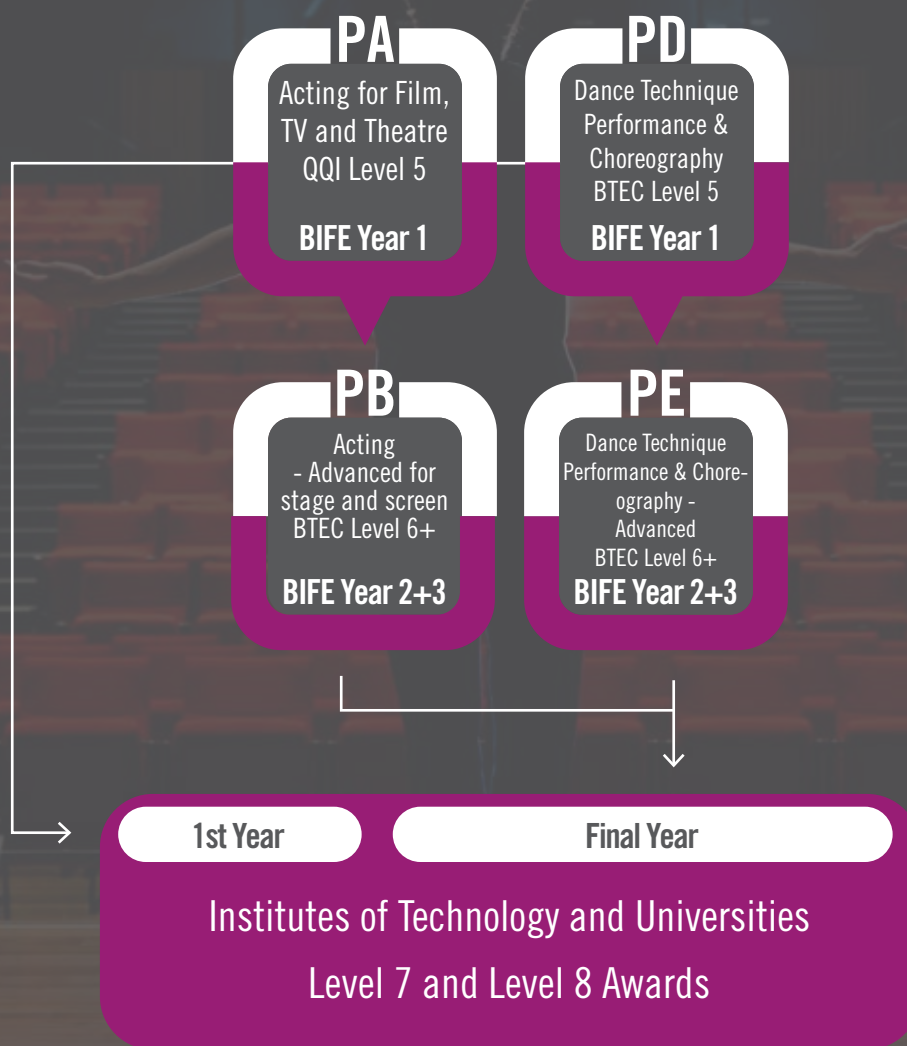 PA
Acting for Film,
TV and Theatre
QQI Level 5
BIFE Year 1
PD
Dance Technique
Performance &
Choreography
BTEC Level 5
BIFE Year 1
PB
Acting
- Advanced for
stage and screen
BTEC Level 6+
BIFE Year 2+3
PE
Dance Technique
Performance & Chore-
ography -
Advanced
BTEC Level 6+
BIFE Year 2+3
1st Year
Final Year
Institutes of Technology and Universities
Level 7 and Level 8 Awards